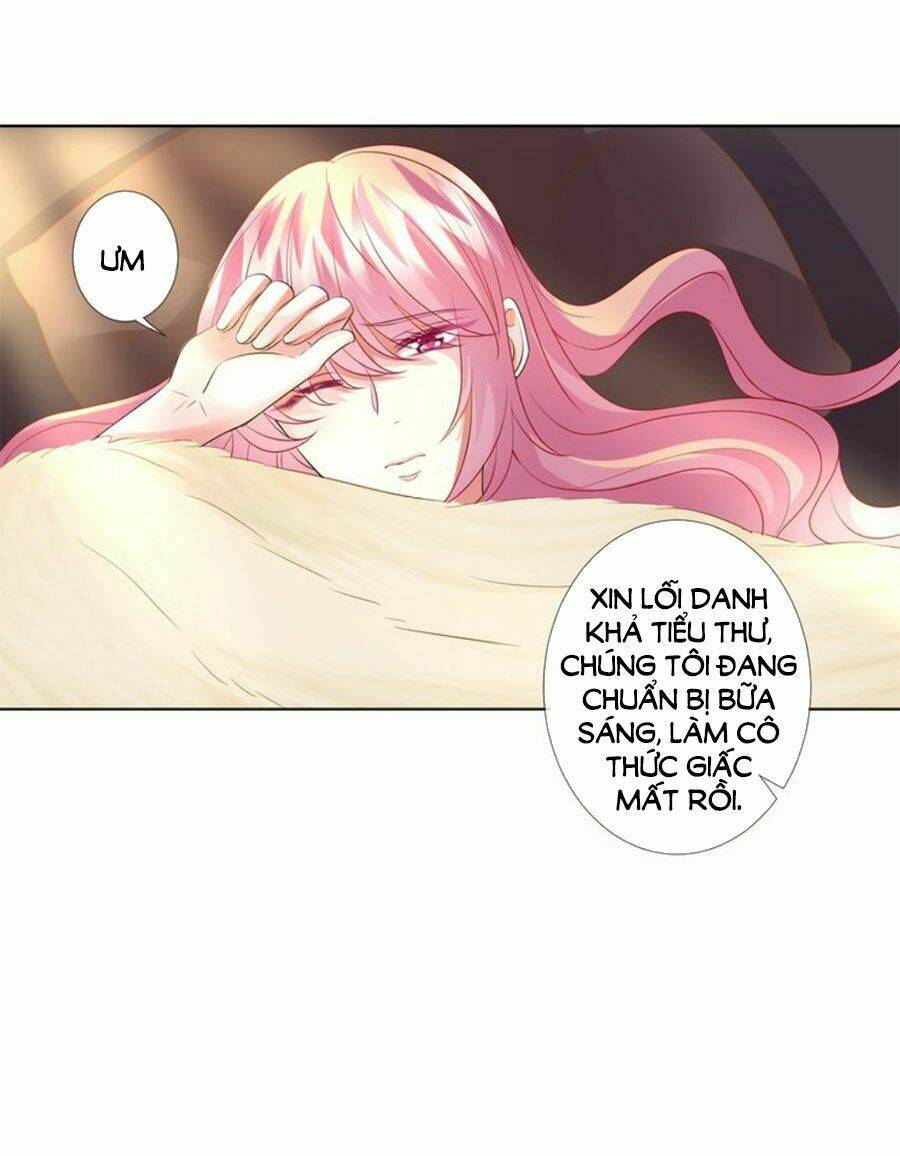 ƯM
XIN LỖI DANH
KHẢ TIỂU THƯ,
CHÚNG TÔI ĐANG
CHUẨN BỊ BỮA
SÁNG, LÀM CÔ
THỨC GIẤC
MẤT RỒI.